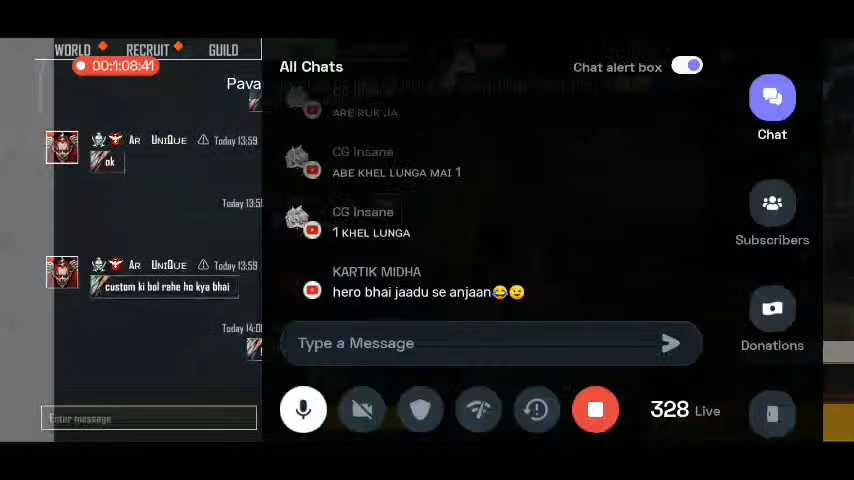 WORLD RECRUIT GUILD
00:1:08:41
Pava
AR UNIQUE Today 13:59
ok
Today 13:5
AR UNIQUE Today 13:59
custom ki bol rahe ho kya bhai
Today 14:0
Enter message
All Chats
Chat alert box
ARE RUK JA
CG Insane
ABE KHEL LUNGA MAI 1
CG Insane
1 KHEL LUNGA
KARTIK MIDHA
hero bhai jaadu se anjaan😂😉
Type a Message
328 Live
Chat
Subscribers
Donations